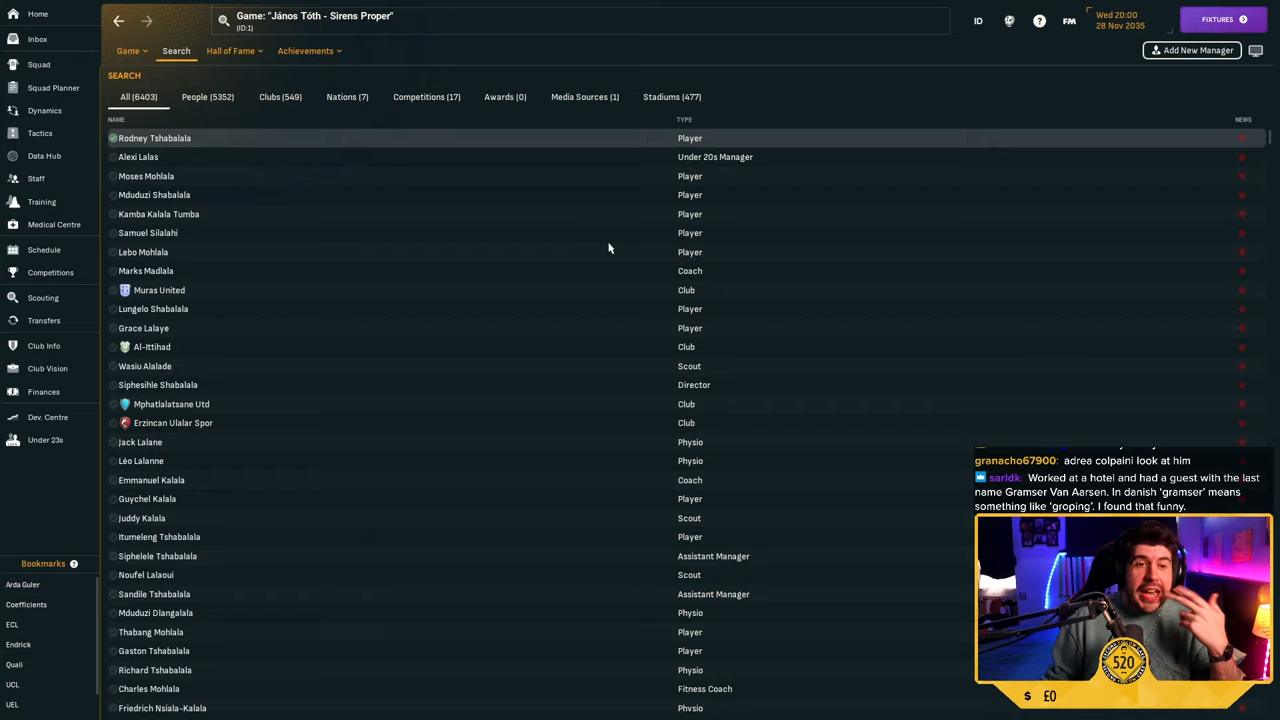 Home
Inbox
Squad
Squad Planner
Dynamics
Tactics
Data Hub
Staff
Training
Medical Centre
Schedule
Competitions
Scouting
Transfers
Club Info
Club Vision
Finances
Dev. Centre
Under 23s
Bookmarks ?
Arda Guler
Coefficients
ECL
Endrick
Quali
UCL
UEL
Game: "János Tóth - Sirens Proper"
(ID:1)
ID ? FM
Wed 20:00
28 Nov 2035
FIXTURES
Game Search Hall of Fame Achievements
Add New Manager
SEARCH
All (6403) People (5352) Clubs (549) Nations (7) Competitions (17) Awards (0) Media Sources (1) Stadiums (477)
NAME TYPE NEWS
Rodney Tshabalala Player
Alexi Lalas Under 20s Manager
Moses Mohlala Player
Mduduzi Shabalala Player
Kamba Kalala Tumba Player
Samuel Silalahi Player
Lebo Mohlala Player
Marks Madlala Coach
Muras United Club
Lungelo Shabalala Player
Grace Lalaye Player
Al-Ittihad Club
Wasiu Alalade Scout
Siphesihle Shabalala Director
Mphatlalatsane Utd Club
Erzincan Ulalar Spor Club
Jack Lalane Physio
Léo Lalanne Physio
Emmanuel Kalala Coach
Guychel Kalala Player
Juddy Kalala Scout
Itumeleng Tshabalala Player
Siphelele Tshabalala Assistant Manager
Noufel Lalaoui Scout
Sandile Tshabalala Assistant Manager
Mduduzi Dlangalala Physio
Thabang Mohlala Player
Gaston Tshabalala Player
Richard Tshabalala Physio
Charles Mohlala Fitness Coach
Friedrich Nsiala-Kalala Physio
granacho67900: adrea colpaini look at him
sarldk: Worked at a hotel and had a guest with the last
name Gramser Van Aarsen. In danish 'gramser' means
something like 'groping'. I found that funny.
520
$ £0